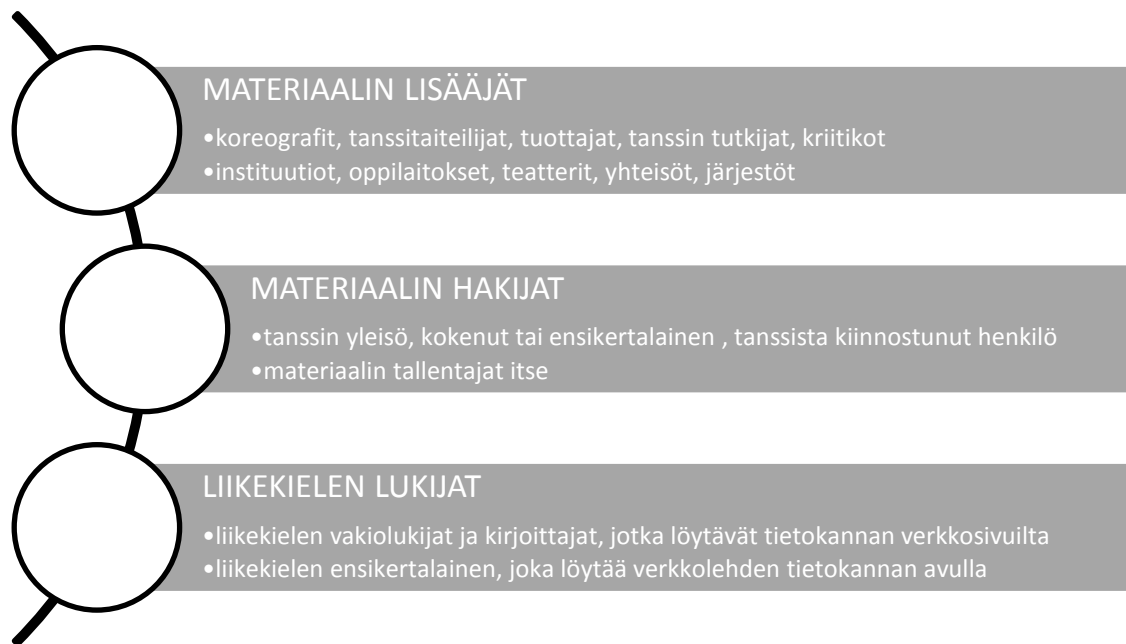 MATERIAALIN LISÄÄJÄT
•koreografit, tanssitaiteilijat, tuottajat, tanssin tutkijat, kriitikot
•instituutiot, oppilaitokset, teatterit, yhteisöt, järjestöt
MATERIAALIN HAKIJAT
•tanssin yleisö, kokenut tai ensikertalainen , tanssista kiinnostunut henkilö
•materiaalin tallentajat itse
LIIKEKIELEN LUKIJAT
•liikekielen vakiolukijat ja kirjoittajat, jotka löytävät tietokannan verkkosivuilta
•liikekielen ensikertalainen, joka löytää verkkolehden tietokannan avulla